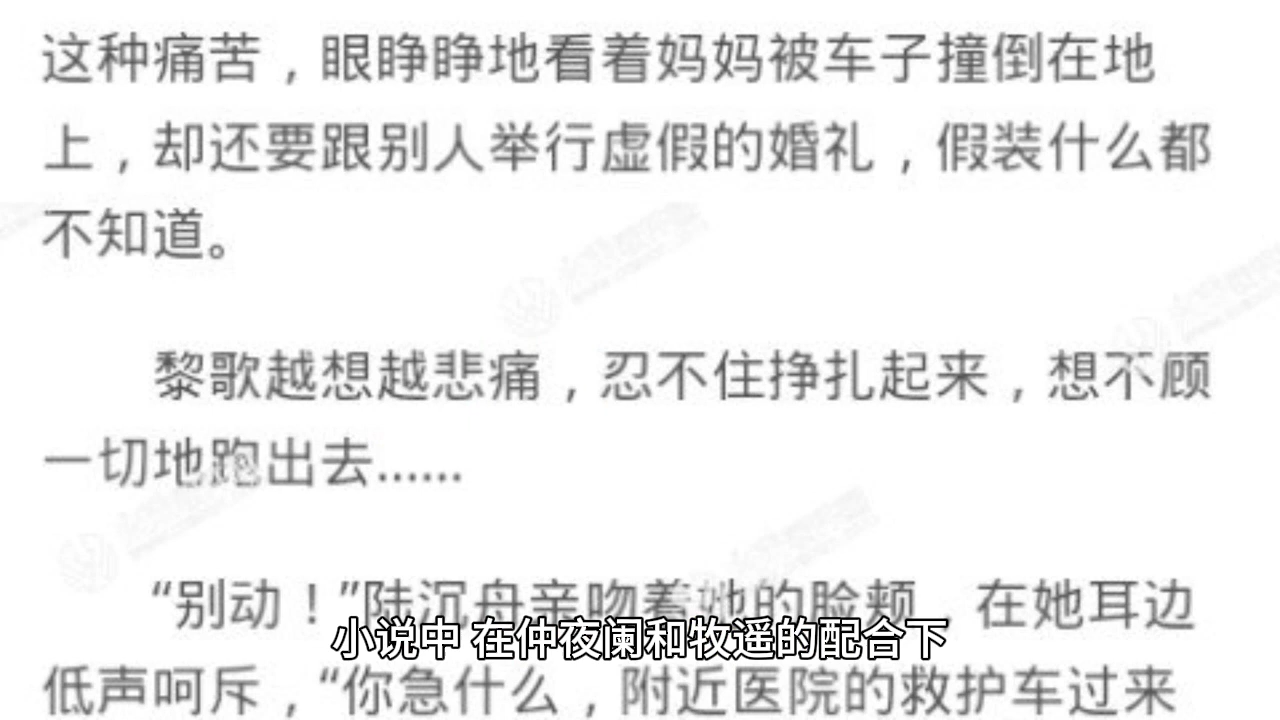 这种痛苦，眼睁睁地看着妈妈被车子撞倒在地
上，却还要跟别人举行虚假的婚礼，假装什么都
不知道。
黎歌越想越悲痛，忍不住挣扎起来，想不顾
一切地跑出去……
“别动！”陆沉母亲吻着她的脸颊，在她耳边
小说中 在仲夜阑和牧遥的配合下
低声呵斥，“你急什么，附近医院的救护车过来